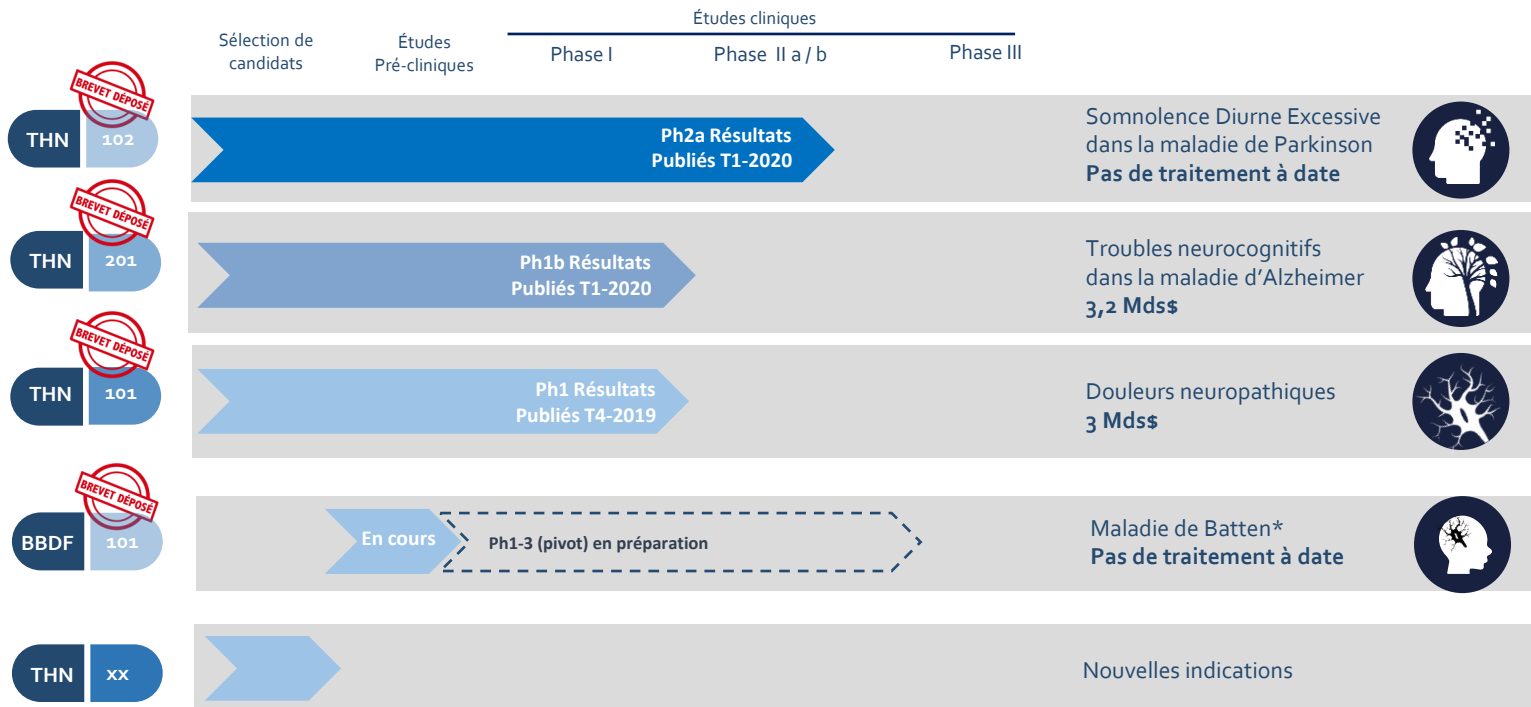 Études cliniques
Sélection de
candidats
Études
Pré-cliniques
Phase I
Phase II a / b
Phase III
BREVET DÉPOSÉ
THN
102
Ph2a Résultats
Publiés T1-2020
Somnolence Diurne Excessive
dans la maladie de Parkinson
Pas de traitement à date
BREVET DÉPOSÉ
THN
201
Ph1b Résultats
Publiés T1-2020
Troubles neurocognitifs
dans la maladie d’Alzheimer
3,2 Mds$
BREVET DÉPOSÉ
THN
101
Ph1 Résultats
Publiés T4-2019
Douleurs neuropathiques
3 Mds$
BREVET DÉPOSÉ
BBDF
101
En cours
Ph1-3 (pivot) en préparation
Maladie de Batten*
Pas de traitement à date
THN
xx
Nouvelles indications